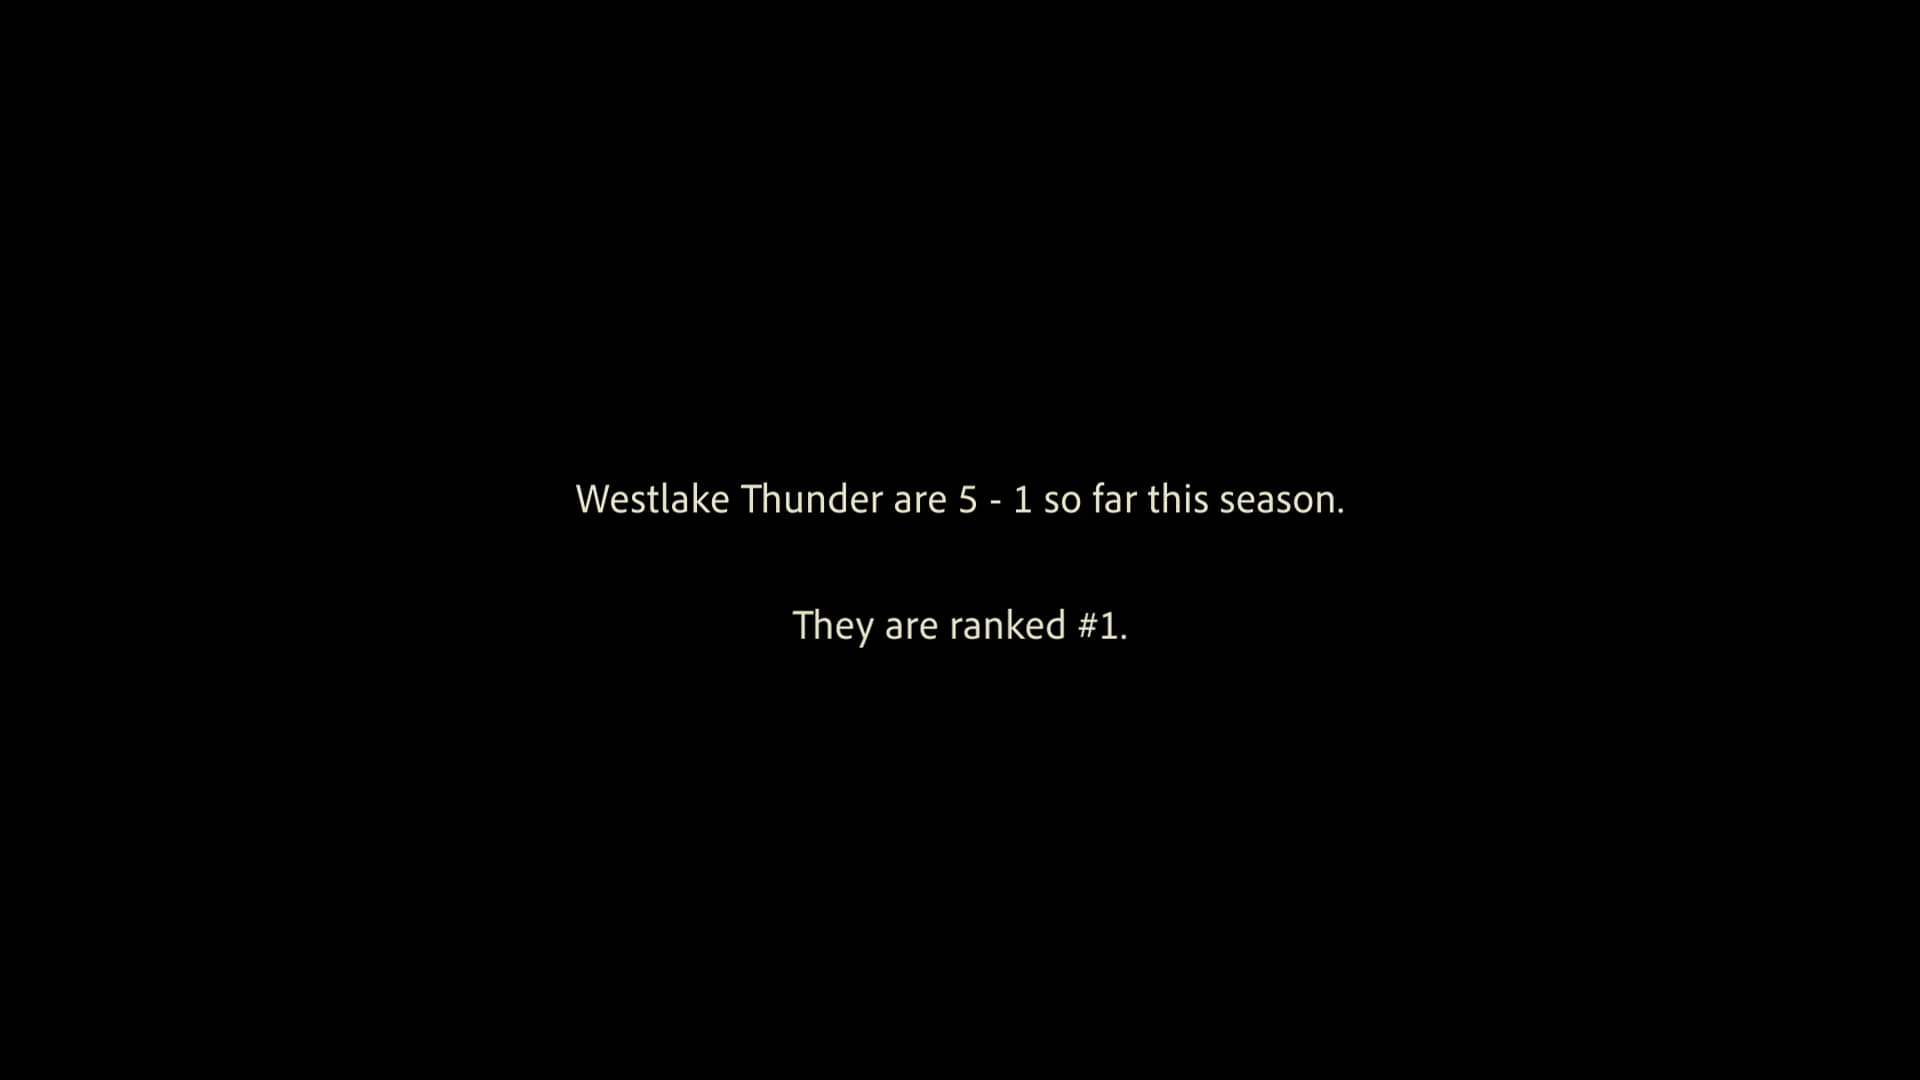 Westlake Thunder are 5 - 1 so far this season.
They are ranked #1.